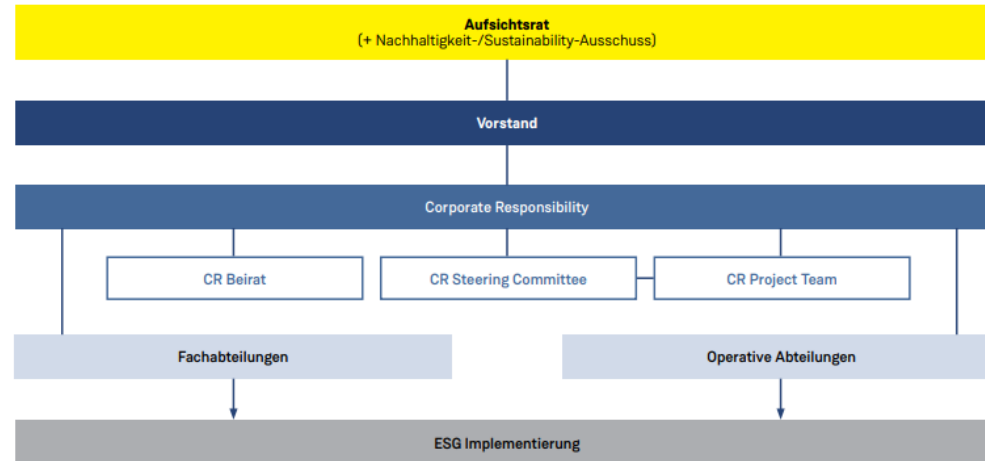 Aufsichtsrat
(+ Nachhaltigkeit-/Sustainability-Ausschuss)
Vorstand
Corporate Responsibility
CR Beirat
CR Steering Committee
CR Project Team
Fachabteilungen
Operative Abteilungen
ESG Implementierung